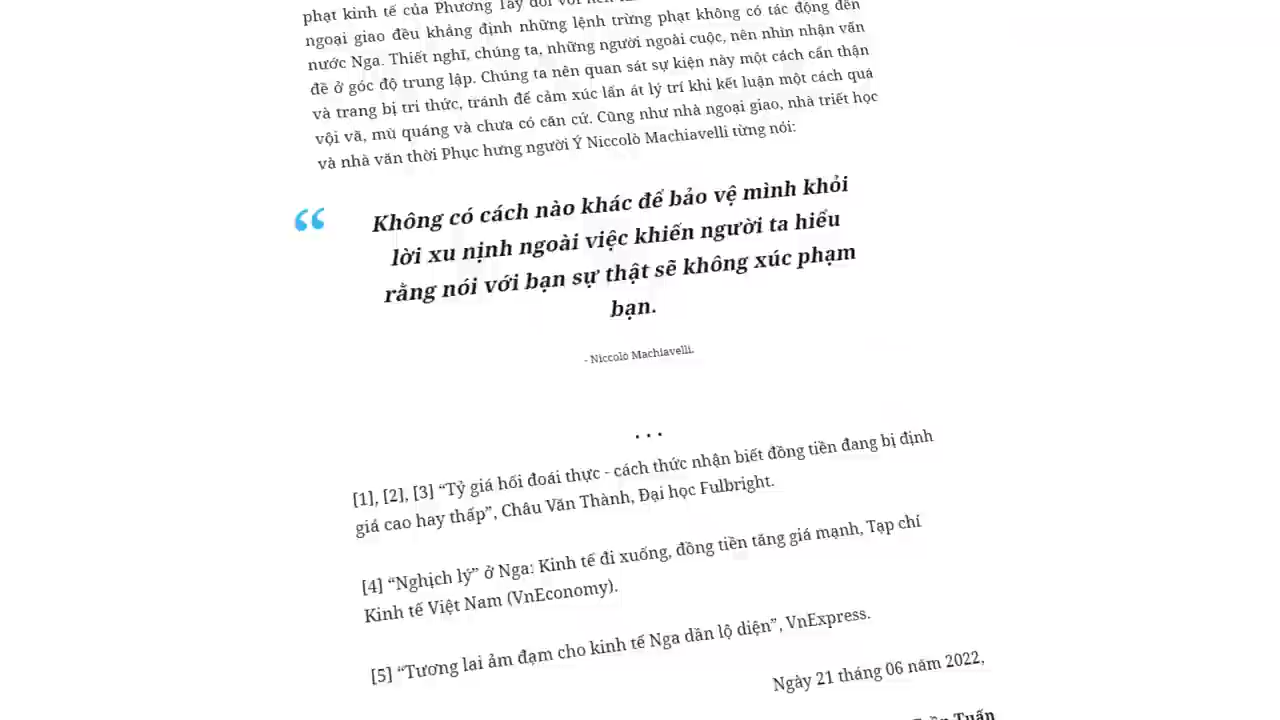 phạt kinh tế của Phương Tây đối với nền
ngoại giao đều khẳng định những lệnh trừng phạt không có tác động đến
nước Nga. Thiết nghĩ, chúng ta, những người ngoài cuộc, nên nhìn nhận vấn
đề ở góc độ trung lập. Chúng ta nên quan sát sự kiện này một cách cẩn thận
và trang bị tri thức, tránh để cảm xúc lấn át lý trí khi kết luận một cách quá
vội vã, mù quáng và chưa có căn cứ. Cũng như nhà ngoại giao, nhà triết học
và nhà văn thời Phục hưng người Ý Niccolò Machiavelli từng nói:
“
Không có cách nào khác để bảo vệ mình khỏi
lời xu nịnh ngoài việc khiến người ta hiểu
rằng nói với bạn sự thật sẽ không xúc phạm
bạn.
- Niccolò Machiavelli.
...
[1], [2], [3] “Tỷ giá hối đoái thực - cách thức nhận biết đồng tiền đang bị định
giá cao hay thấp”, Châu Văn Thành, Đại học Fulbright.
[4] “Nghịch lý” ở Nga: Kinh tế đi xuống, đồng tiền tăng giá mạnh, Tạp chí
Kinh tế Việt Nam (VnEconomy).
[5] “Tương lai ảm đạm cho kinh tế Nga dần lộ diện”, VnExpress.
Ngày 21 tháng 06 năm 2022,
Tuấn